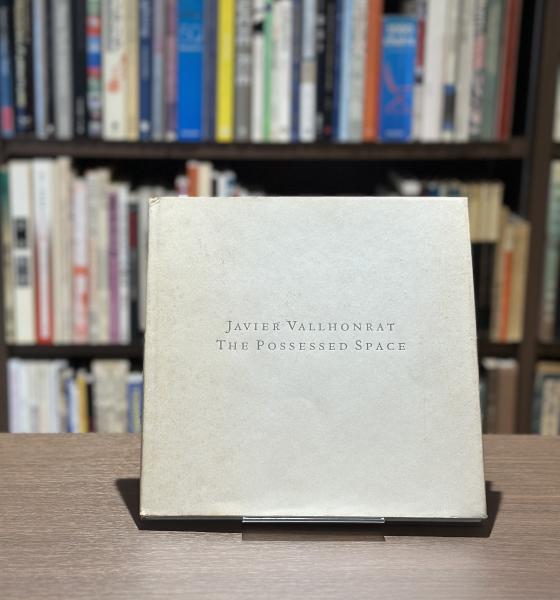 JAVIER VALLHONRAT
THE POSSESSED SPACE